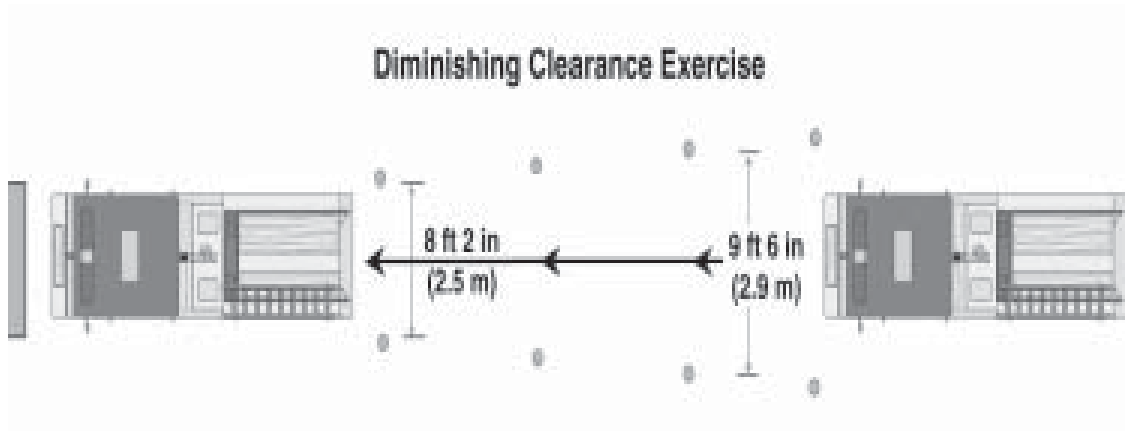 Diminishing Clearance Exercise
8 ft 2 in
(2.5 m)
9 ft 6 in
(2.9 m)